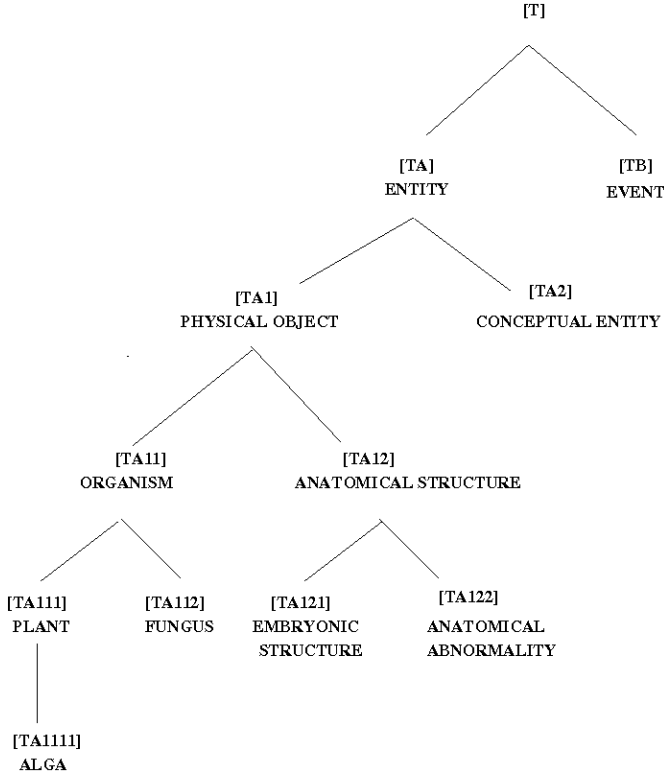 [T]
[TA]
ENTITY
[TB]
EVENT
[TA1]
PHYSICAL OBJECT
[TA2]
CONCEPTUAL ENTITY
[TA11]
ORGANISM
[TA12]
ANATOMICAL STRUCTURE
[TA111]
PLANT
[TA112]
FUNGUS
[TA121]
EMBRYONIC
STRUCTURE
[TA122]
ANATOMICAL
ABNORMALITY
[TA1111]
ALGA